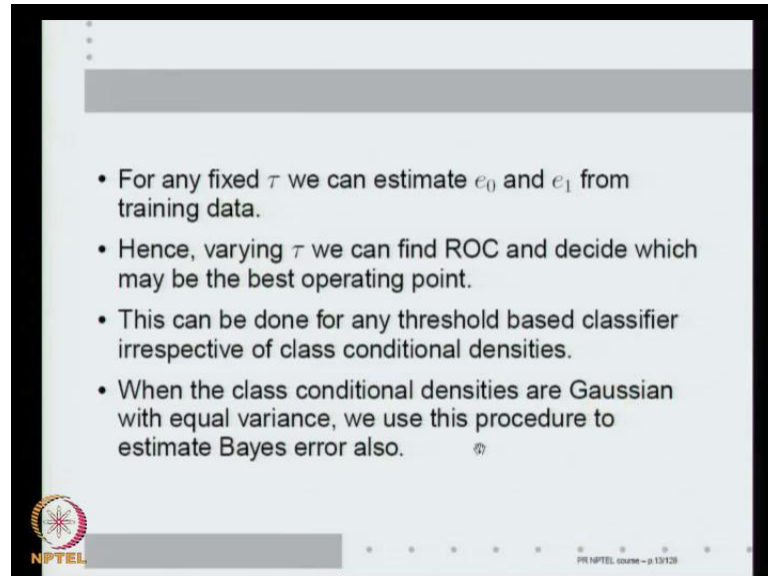 • For any fixed τ we can estimate e₀ and e₁ from
training data.
• Hence, varying τ we can find ROC and decide which
may be the best operating point.
• This can be done for any threshold based classifier
irrespective of class conditional densities.
• When the class conditional densities are Gaussian
with equal variance, we use this procedure to
estimate Bayes error also.
NPTEL
PR NPTEL course – p.13/128